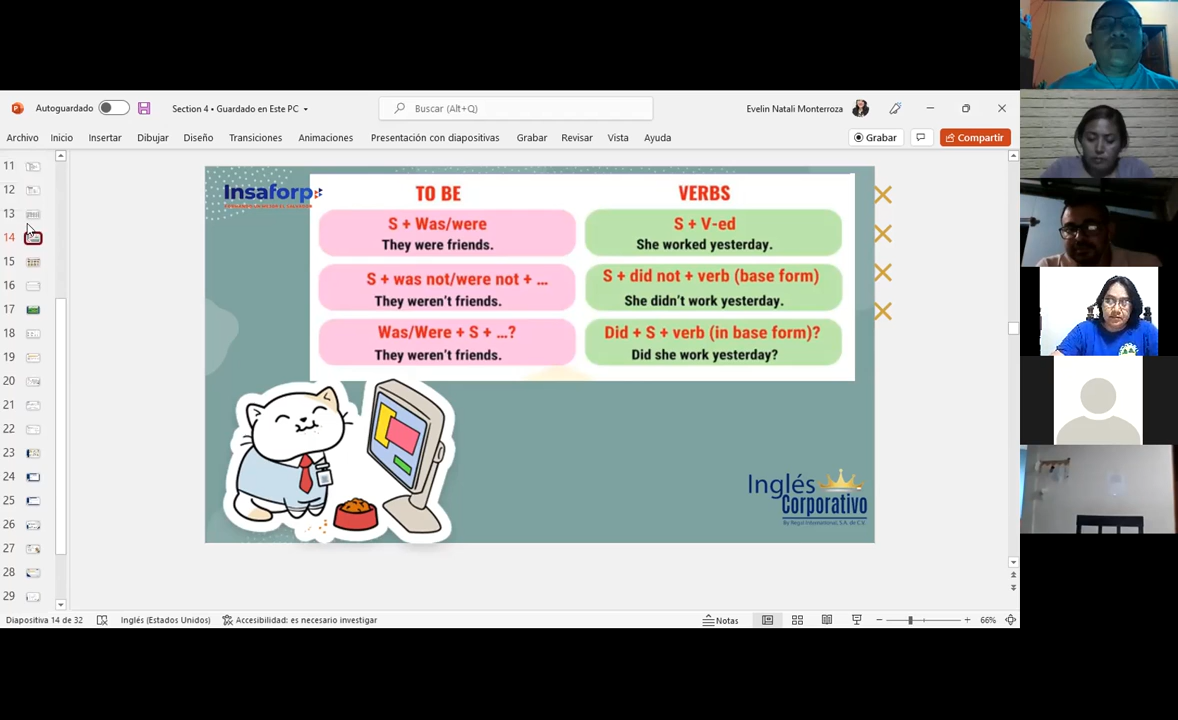 Autoguardado
Section 4 • Guardado en Este PC
Buscar (Alt+Q)
Evelin Natali Monterroza
Archivo Inicio Insertar Dibujar Diseño Transiciones Animaciones Presentación con diapositivas Grabar Revisar Vista Ayuda
Grabar
Compartir
11
12
13
14
15
16
17
18
19
20
21
22
23
24
25
26
27
28
29
Insaforp
TO BE
S + Was/were
They were friends.
S + was not/were not + ...
They weren't friends.
Was/Were + S + ...?
They weren't friends.
VERBS
S + V-ed
She worked yesterday.
S + did not + verb (base form)
She didn't work yesterday.
Did + S + verb (in base form)?
Did she work yesterday?
Inglés
Corporativo
By Regio International, S.A. de C.V.
Diapositiva 14 de 32
Inglés (Estados Unidos)
Accesibilidad: es necesario investigar
Notas
66%